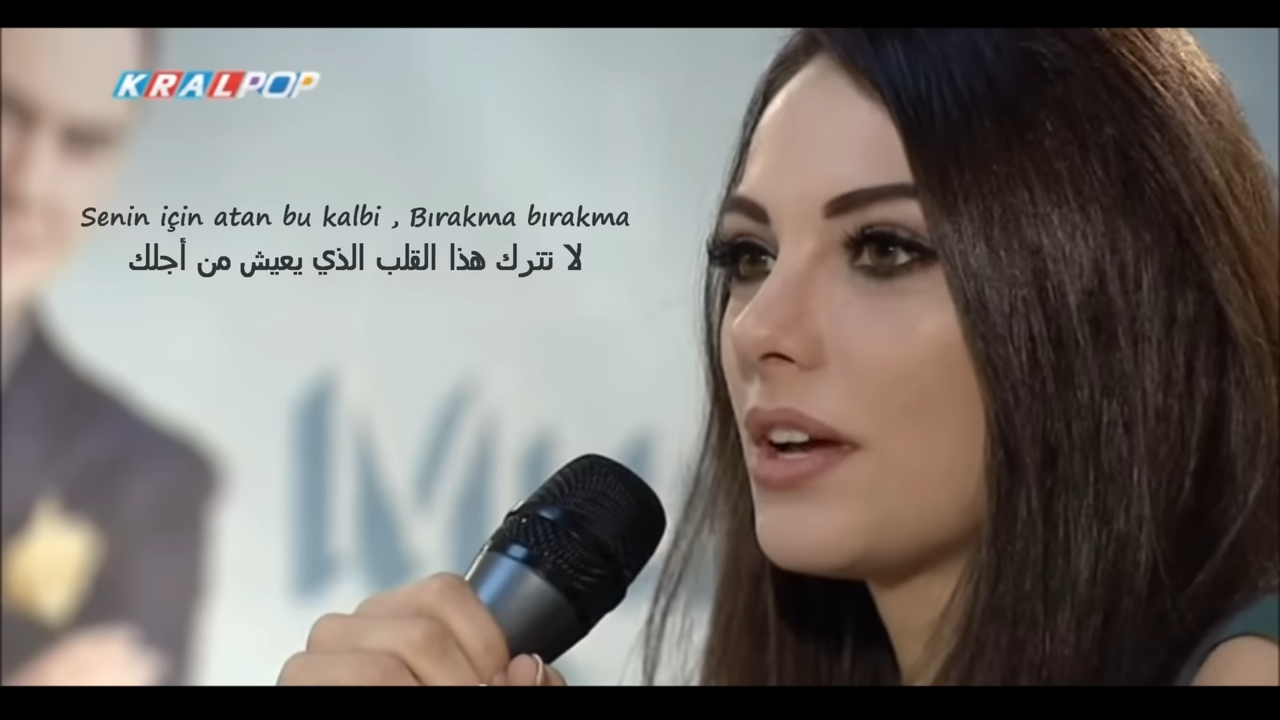 KRALPOP
Senin için atan bu kalbi , Bırakma bırakma
لا تترك هذا القلب الذي يعيش من أجلك